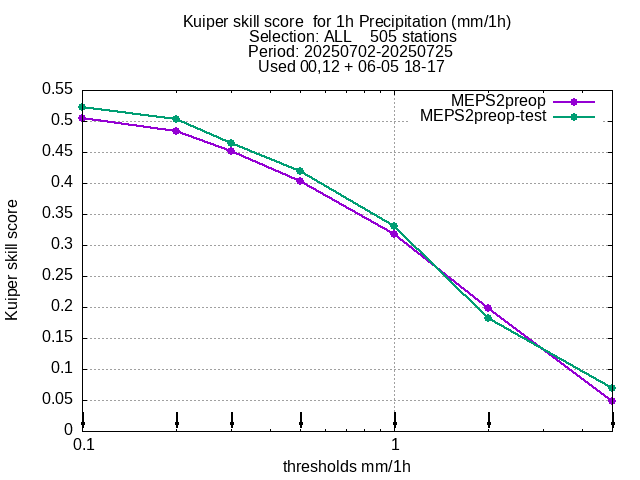 Kuiper skill score  for 1h Precipitation (mm/1h)
Selection: ALL    505 stations
Period: 20250702-20250725
Used 00,12 + 06-05 18-17
MEPS2preop
MEPS2preop-test
0.55
0.5
0.45
0.4
0.35
0.3
0.25
0.2
0.15
0.1
0.05
0
Kuiper skill score
0.1
1
thresholds mm/1h